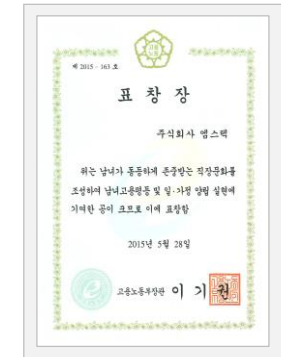 제 2015 - 163 호
표 창 장
주식회사 엠스텍
위는 남녀가 동등하게 존중받는 직장문화를
조성하여 남녀고용평등 및 일·가정 양립 실현에
기여한 공이 크므로 이에 표창함
2015년 5월 28일
고용노동부장관 이 기 권